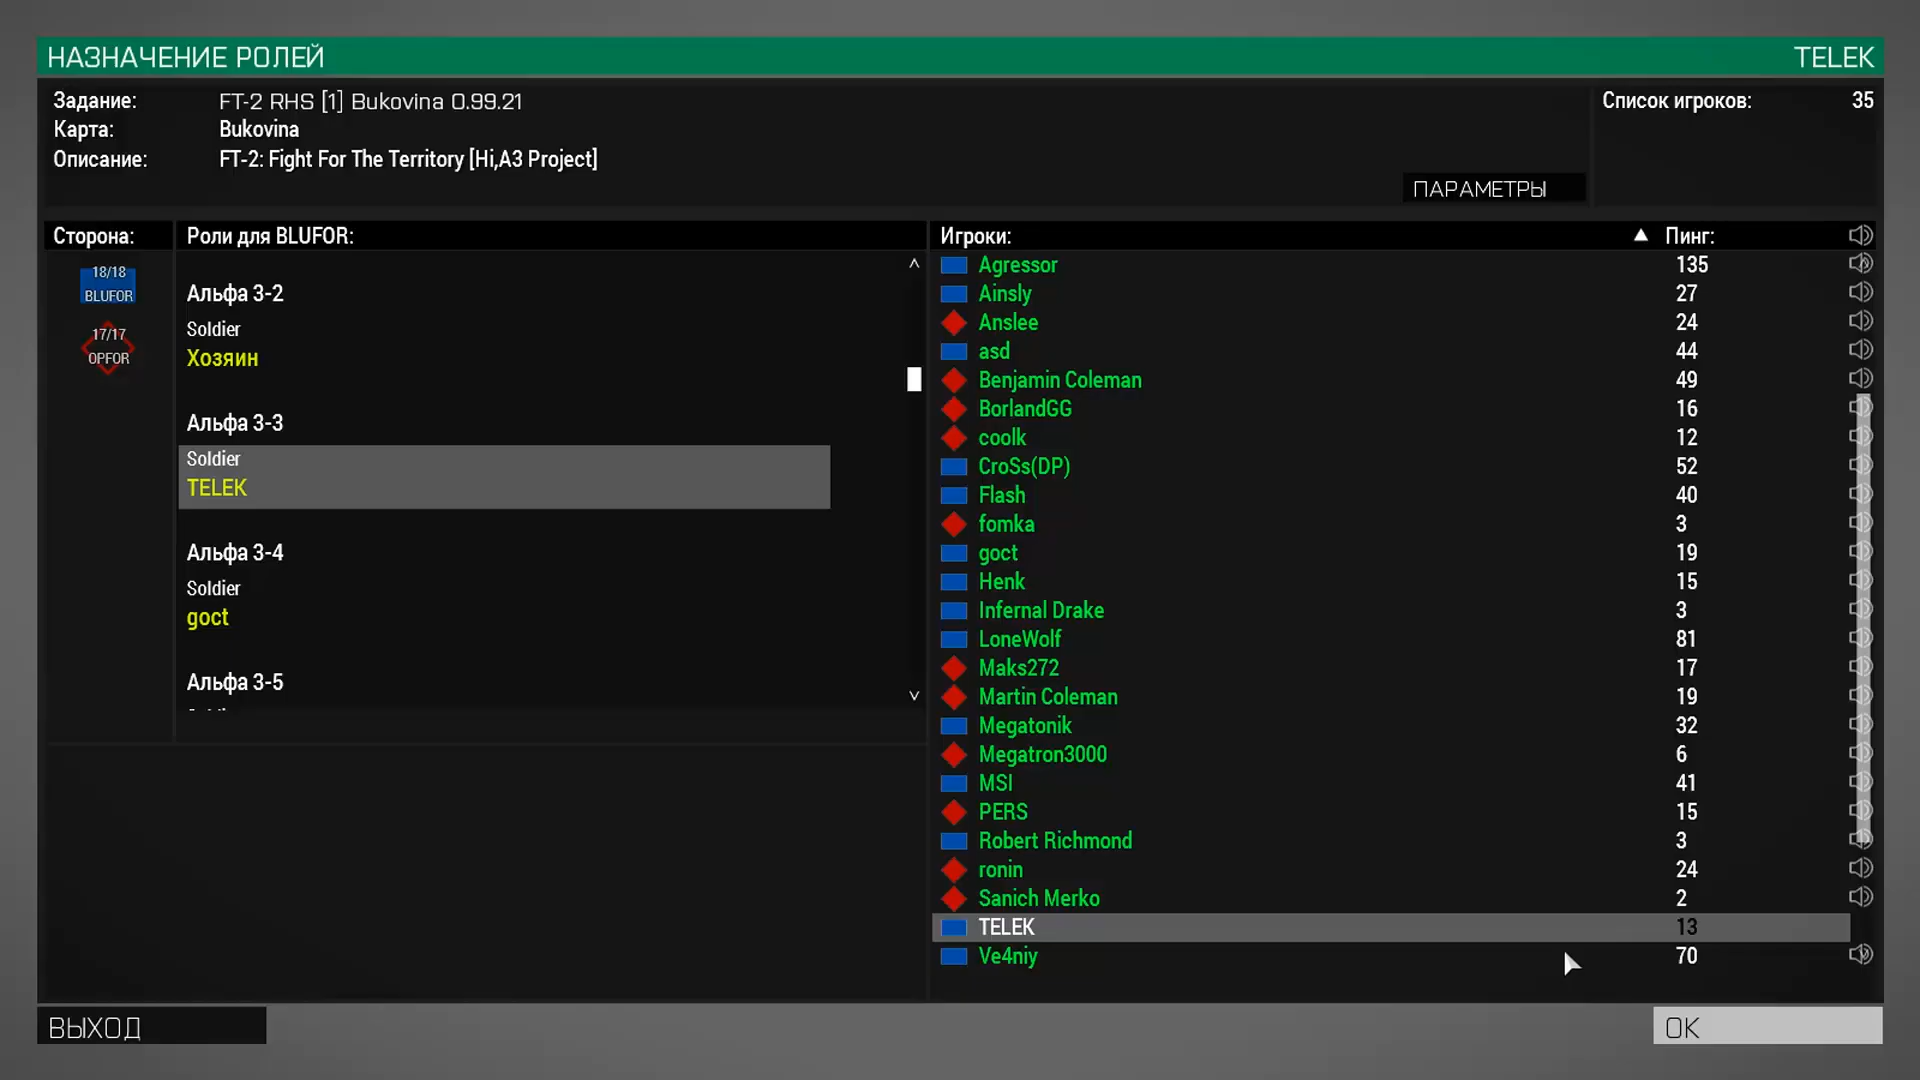 НАЗНАЧЕНИЕ РОЛЕЙ TELEK
Задание: FT-2 RHS [1] Bukovina 0.99.21
Карта: Bukovina
Описание: FT-2: Fight For The Territory [Hi,A3 Project]
Список игроков: 35
ПАРАМЕТРЫ
Сторона:
18/18
BLUFOR
17/17
OPFOR
Роли для BLUFOR:
Альфа 3-2
Soldier
Хозяин
Альфа 3-3
Soldier
TELEK
Альфа 3-4
Soldier
goct
Альфа 3-5
Игроки: Пинг:
Agressor 135
Ainsly 27
Anslee 24
asd 44
Benjamin Coleman 49
BorlandGG 16
coolk 12
CroSs(DP) 52
Flash 40
fomka 3
goct 19
Henk 15
Infernal Drake 3
LoneWolf 81
Maks272 17
Martin Coleman 19
Megatonik 32
Megatron3000 6
MSI 41
PERS 15
Robert Richmond 3
ronin 24
Sanich Merko 2
TELEK 13
Ve4niy 70
ВЫХОД
OK